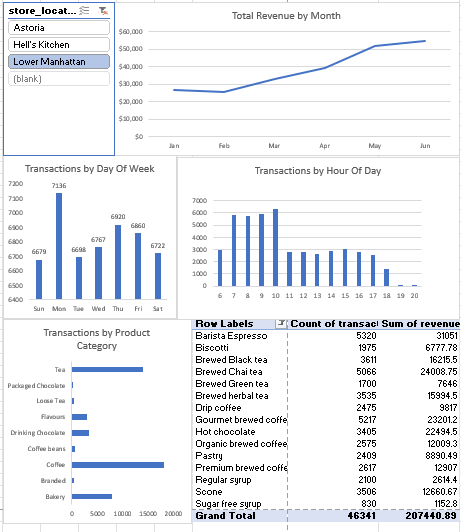 store_locat...
Astoria
Hell's Kitchen
Lower Manhattan
(blank)
Total Revenue by Month
$60,000
$50,000
$40,000
$30,000
$20,000
$10,000
$0
Jan Feb Mar Apr May Jun
Transactions by Day Of Week
7200
7100
7000
6900
6800
6700
6600
6500
6400
6679 7136 6698 6767 6920 6860 6722
Sun Mon Tue Wed Thu Fri Sat
Transactions by Hour Of Day
7000
6000
5000
4000
3000
2000
1000
0
6 7 8 9 10 11 12 13 14 15 16 17 18 19 20
Transactions by Product
Category
Tea
Packaged Chocolate
Loose Tea
Flavours
Drinking Chocolate
Coffee beans
Coffee
Branded
Bakery
0 5000 10000 15000 20000
Row Labels Count of transac Sum of revenue
Barista Espresso 5320 31051
Biscotti 1975 6777.78
Brewed Black tea 3611 16215.5
Brewed Chai tea 5066 24008.75
Brewed Green tea 1700 7646
Brewed herbal tea 3535 15994.5
Drip coffee 2475 9817
Gourmet brewed coffe 5217 23201.2
Hot chocolate 3405 22494.5
Organic brewed coffee 2575 12009.3
Pastry 2409 8890.49
Premium brewed coffe 2617 12907
Regular syrup 2100 2614.4
Scone 3506 12660.67
Sugar free syrup 830 1152.8
Grand Total 46341 207440.89